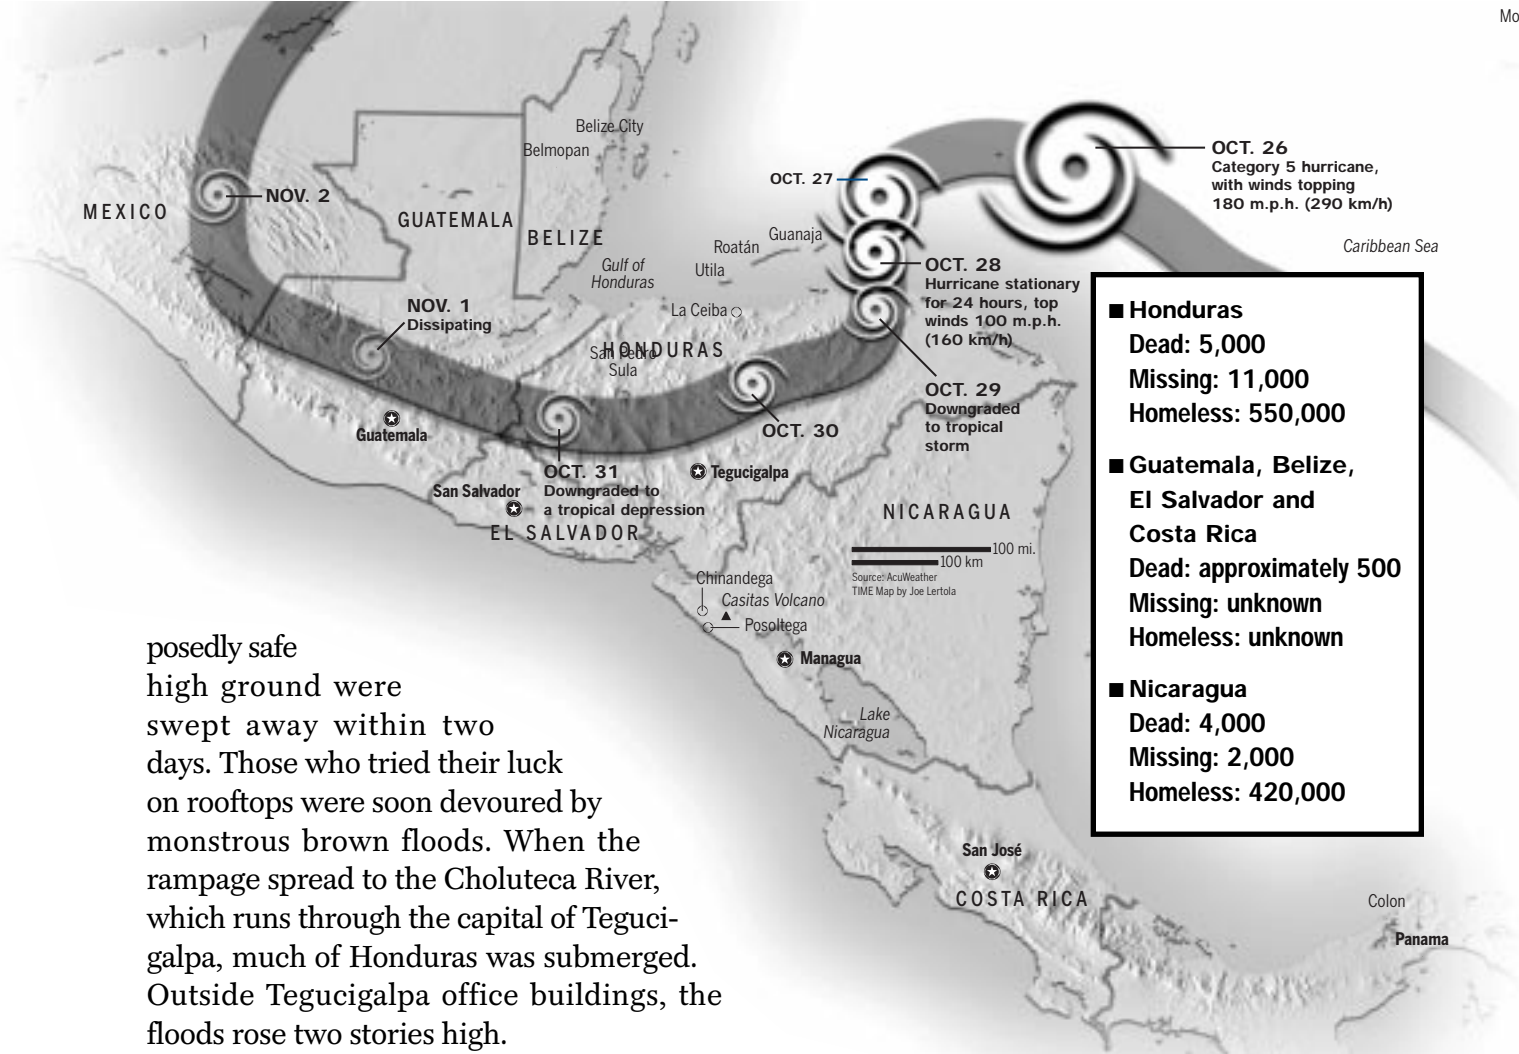 Mo
Belize City
Belmopan
OCT. 26
Category 5 hurricane,
with winds topping
180 m.p.h. (290 km/h)
OCT. 27
NOV. 2
MEXICO
GUATEMALA
BELIZE
Guanaja
Roatán
Utila
Caribbean Sea
Gulf of
Honduras
OCT. 28
Hurricane stationary
for 24 hours, top
winds 100 m.p.h.
(160 km/h)
NOV. 1
Dissipating
La Ceiba
HONDURAS
San Pedro
Sula
OCT. 29
Downgraded
to tropical
storm
OCT. 30
Guatemala
OCT. 31
Downgraded to
a tropical depression
Tegucigalpa
San Salvador
EL SALVADOR
NICARAGUA
100 mi.
100 km
Source: AcuWeather
TIME Map by Joe Lertola
Chinandega
Casitas Volcano
Posoltega
Managua
Lake
Nicaragua
San José
COSTA RICA
Colon
Panama
■ Honduras
Dead: 5,000
Missing: 11,000
Homeless: 550,000
■ Guatemala, Belize,
El Salvador and
Costa Rica
Dead: approximately 500
Missing: unknown
Homeless: unknown
■ Nicaragua
Dead: 4,000
Missing: 2,000
Homeless: 420,000
posedly safe
high ground were
swept away within two
days. Those who tried their luck
on rooftops were soon devoured by
monstrous brown floods. When the
rampage spread to the Choluteca River,
which runs through the capital of Teguci-
galpa, much of Honduras was submerged.
Outside Tegucigalpa office buildings, the
floods rose two stories high.